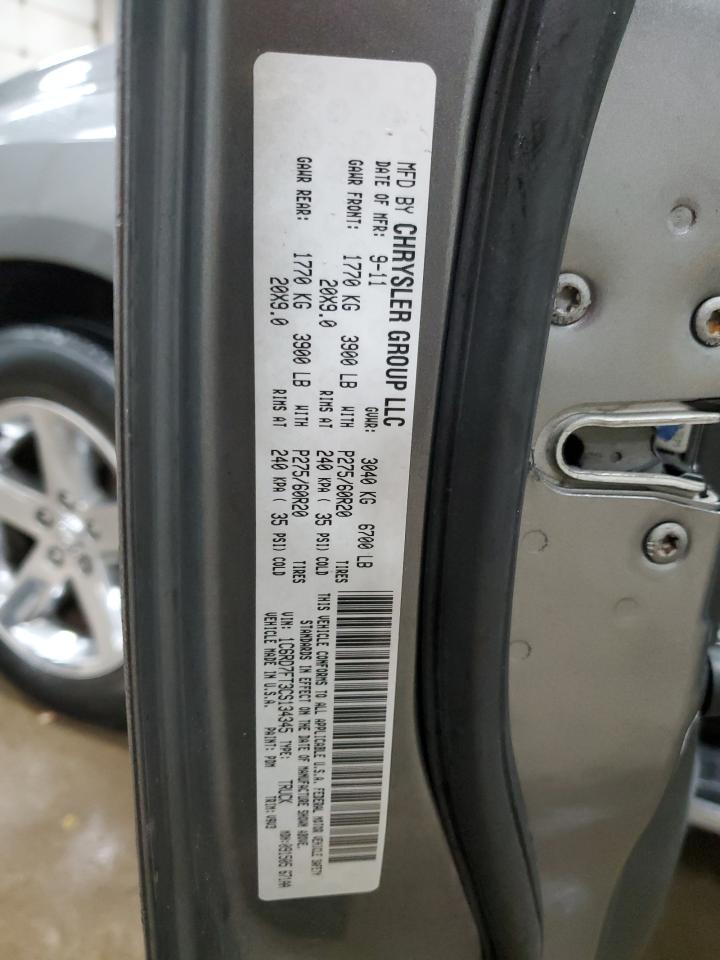 MFD BY CHRYSLER GROUP LLC
DATE OF MFR: 9-11 GVWR: 3040 KG 6700 LB
GAWR FRONT: 1770 KG 3900 LB WITH P275/60R20 TIRES
20X9.0 RIMS AT 240 KPA ( 35 PSI) COLD
GAWR REAR: 1770 KG 3900 LB WITH P275/60R20 TIRES
20X9.0 RIMS AT 240 KPA ( 35 PSI) COLD
THIS VEHICLE CONFORMS TO ALL APPLICABLE U.S.A. FEDERAL MOTOR VEHICLE SAFETY
STANDARDS IN EFFECT ON THE DATE OF MANUFACTURE SHOWN ABOVE.
VIN: 1C6RD7FT3CS134345 TYPE: TRUCK MDH:
VEHICLE MADE IN U.S.A. PAINT: PDM TRIM: